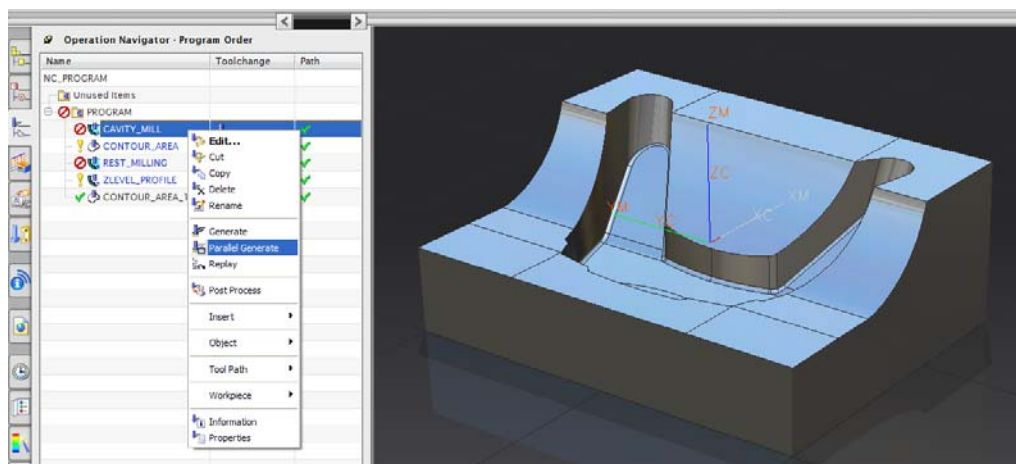 Operation Navigator - Program Order
Name Toolchange Path
NC_PROGRAM
Unused Items
PROGRAM
CAVITY_MILL
CONTOUR_AREA
REST_MILLING
ZLEVEL_PROFILE
CONTOUR_AREA_
Edit...
Cut
Copy
Delete
Rename
Generate
Parallel Generate
Replay
Post Process
Insert
Object
Tool Path
Workpiece
Information
Properties
ZM
ZC
XM
XC
YM
YC